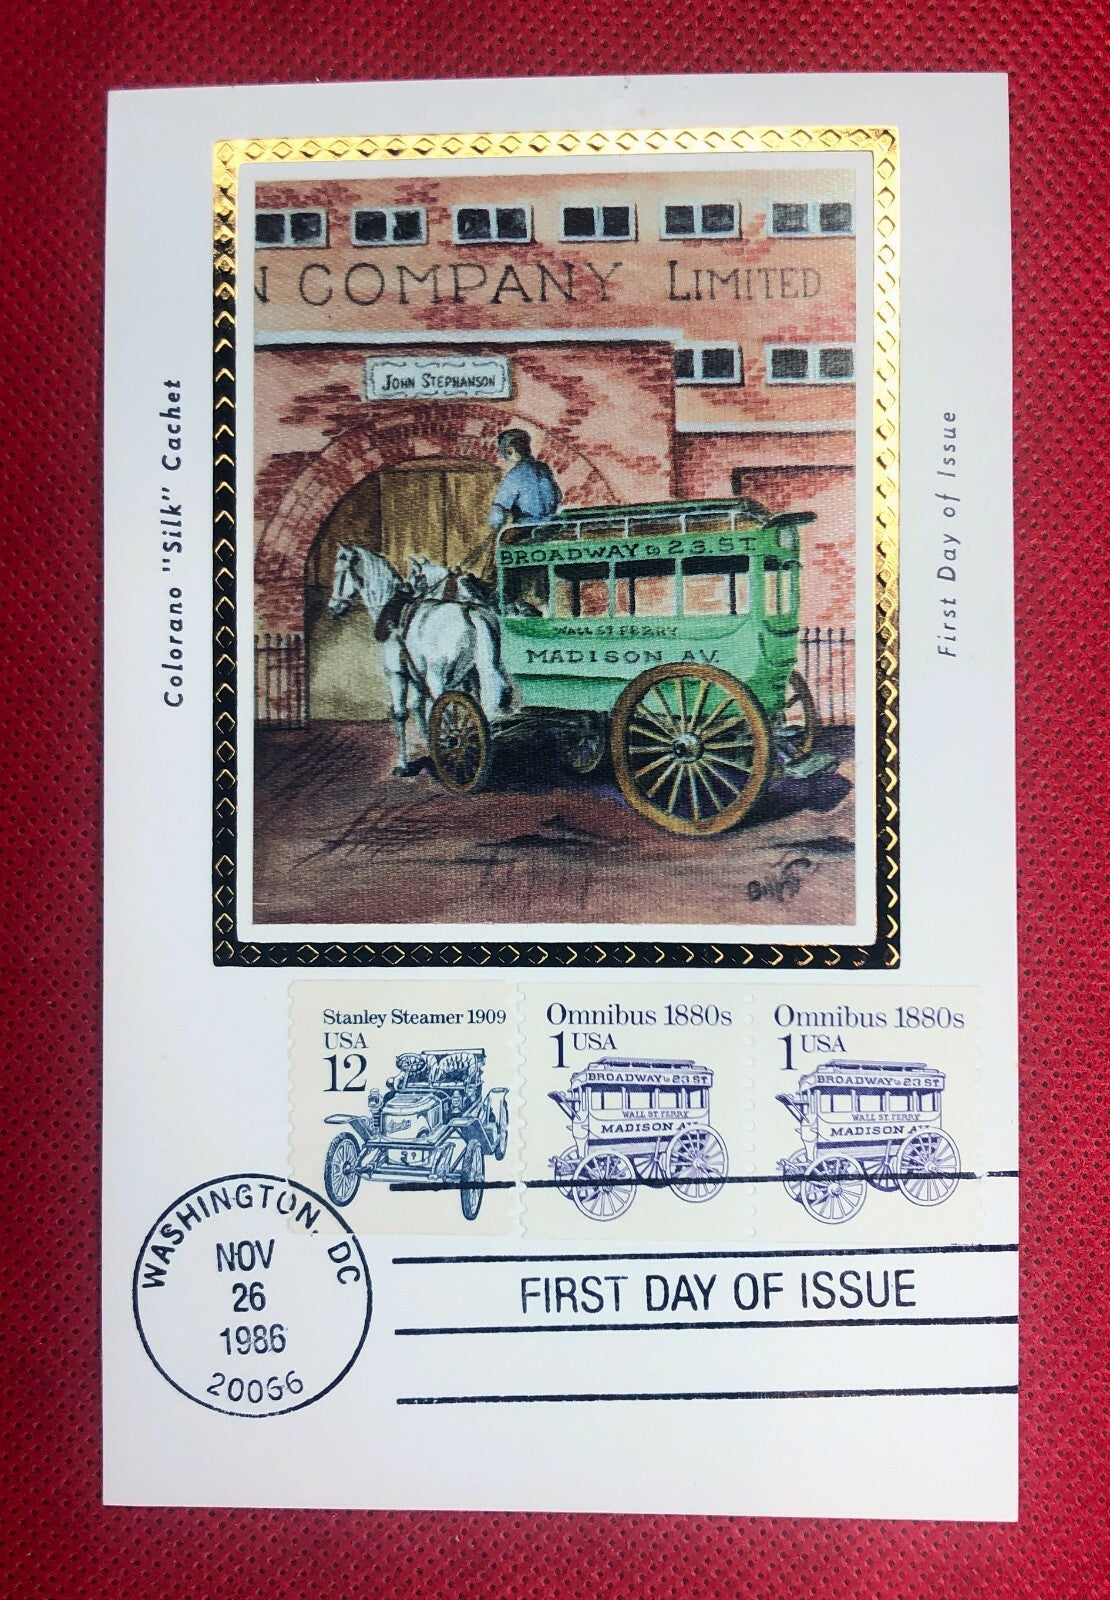 N COMPANY LIMITED
JOHN STEPHANSON
BROADWAY to 23. ST.
WALL ST FERRY
MADISON AV.
Colorano "Silk" Cachet
First Day of Issue
Stanley Steamer 1909
USA
12
Omnibus 1880s
1 USA
BROADWAY to 23 ST.
WALL ST. FERRY
MADISON AV
Omnibus 1880s
1 USA
BROADWAY to 23 ST.
WALL ST. FERRY
MADISON AV
WASHINGTON, DC
NOV
26
1986
20066
FIRST DAY OF ISSUE